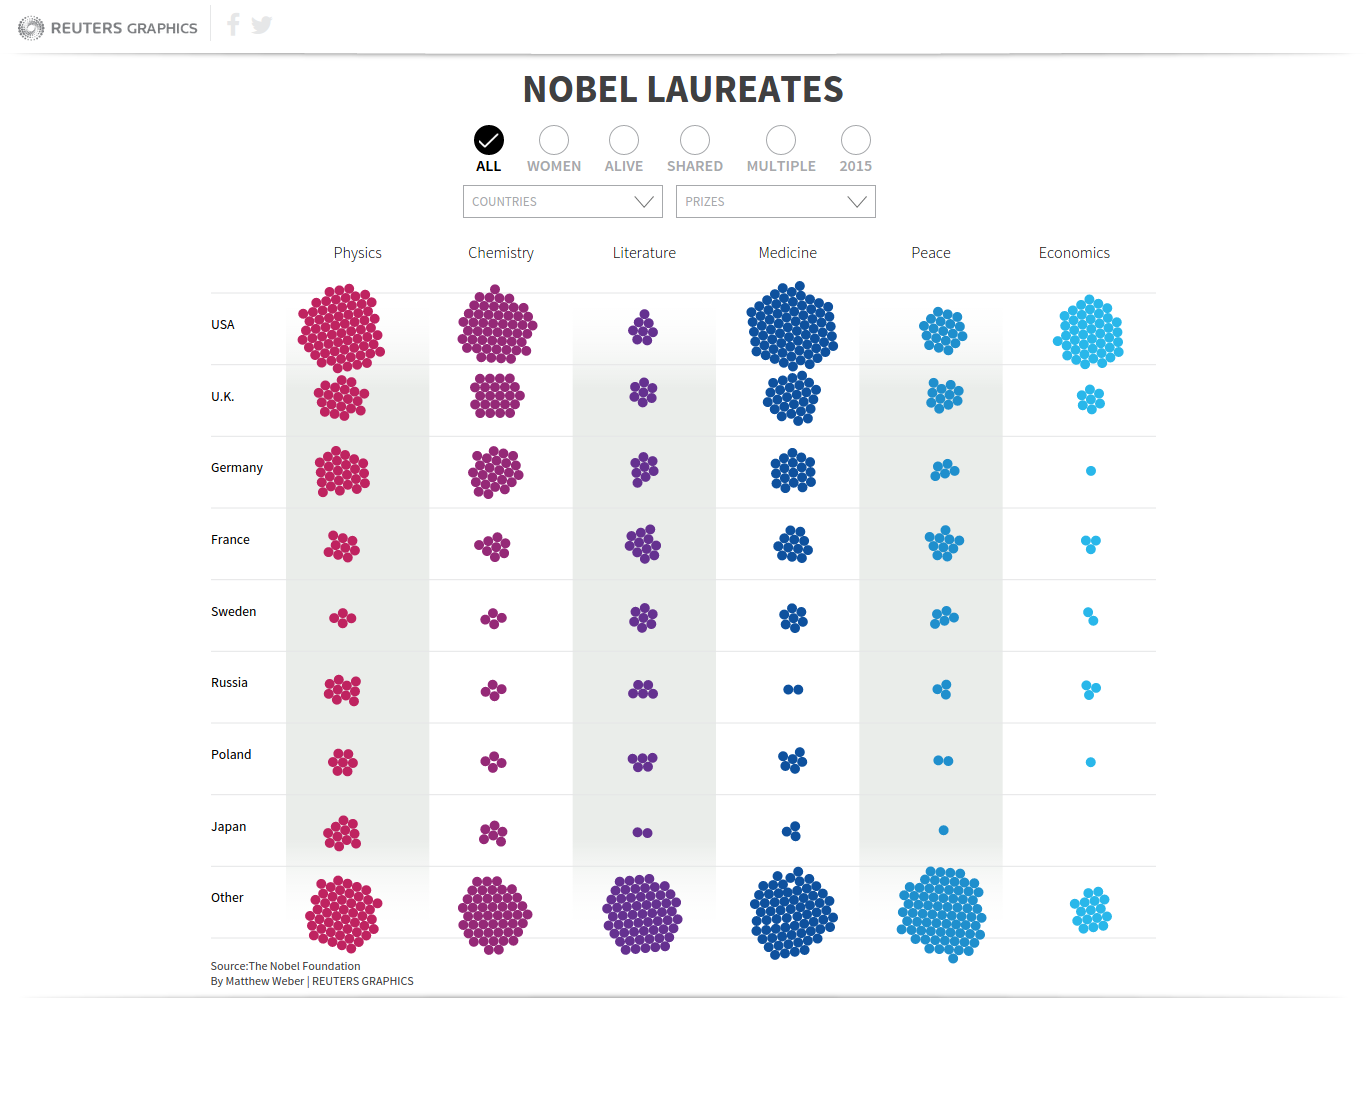 REUTERS GRAPHICS
NOBEL LAUREATES
ALL WOMEN ALIVE SHARED MULTIPLE 2015
COUNTRIES PRIZES
Physics Chemistry Literature Medicine Peace Economics
USA
U.K.
Germany
France
Sweden
Russia
Poland
Japan
Other
Source:The Nobel Foundation
By Matthew Weber | REUTERS GRAPHICS